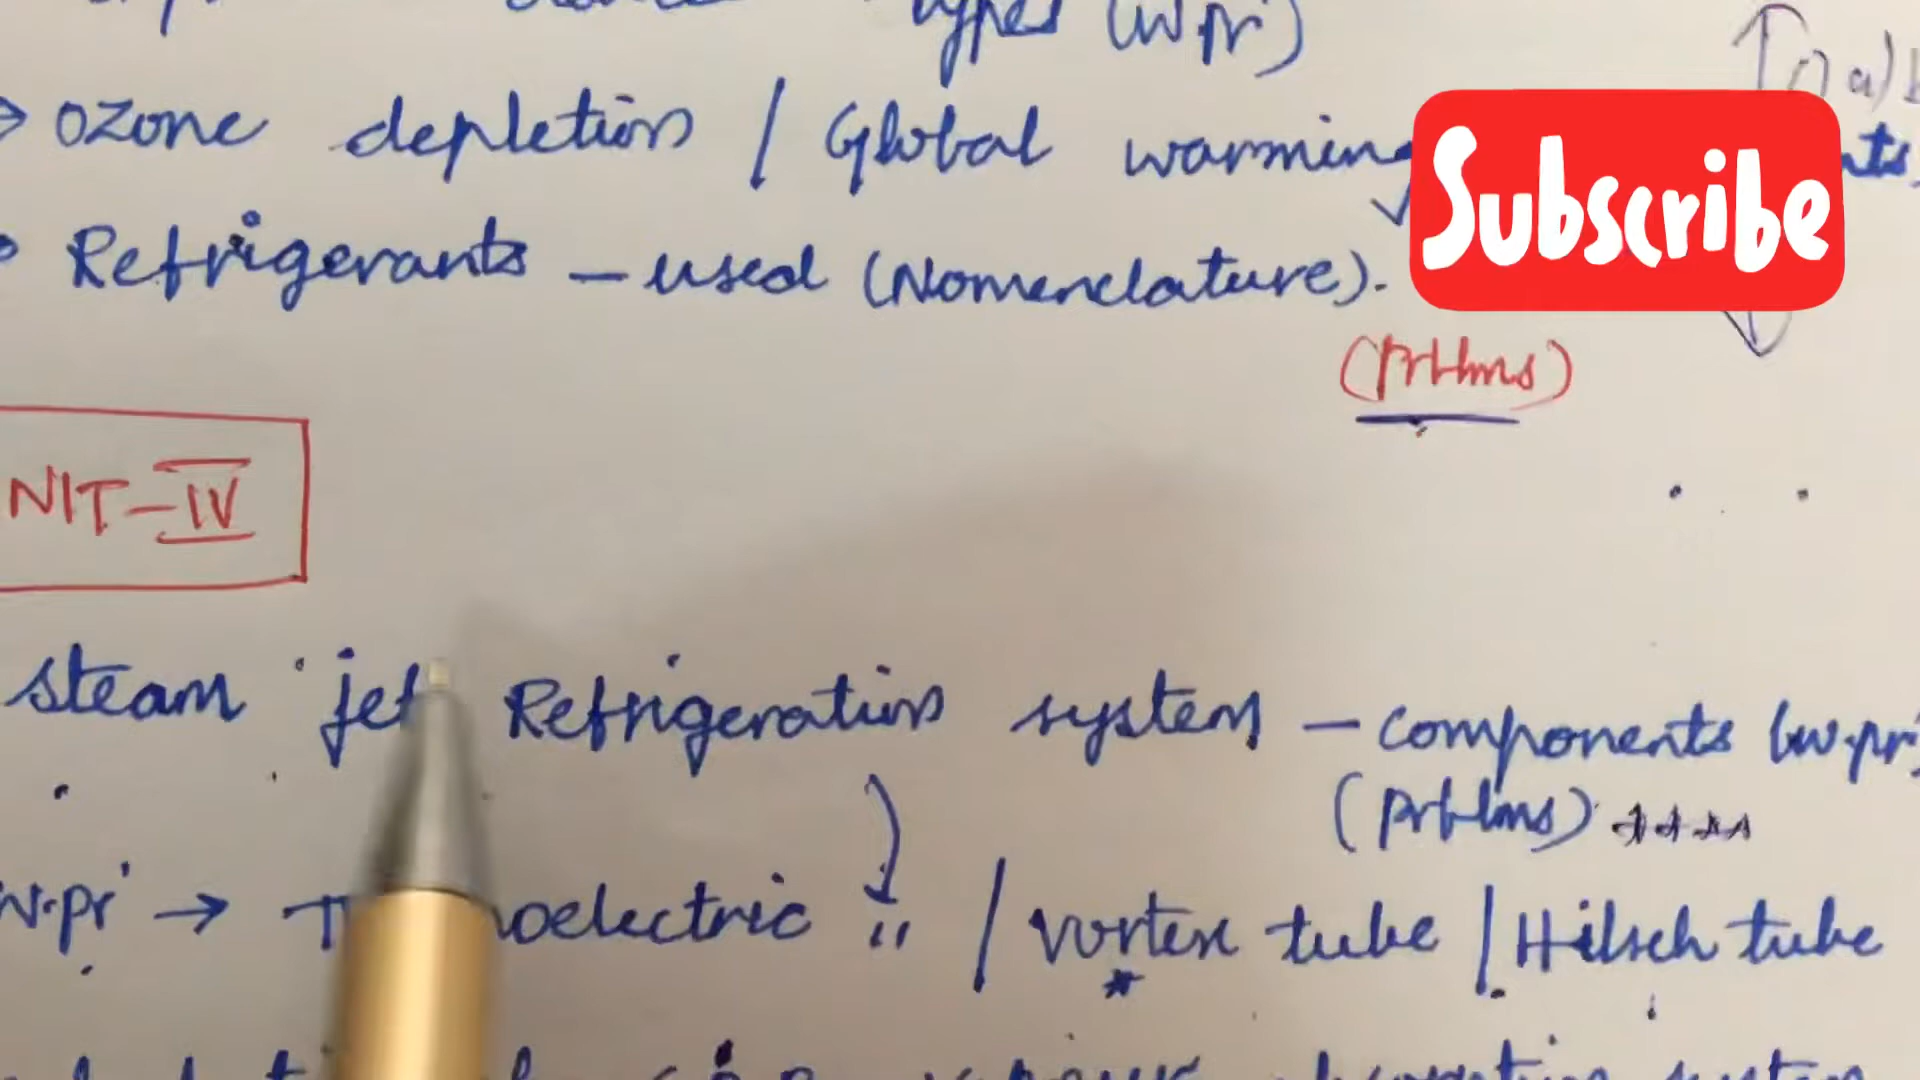 types (W pr)
→ Ozone depletion / Global warming
Subscribe
Refrigerants - used (Nomenclature).
(Prblms)
NIT-IV
steam jet Refrigeration system - components (w.pr)
(Prblms) ****
w.pr → / vortex tube / Hilsch tube